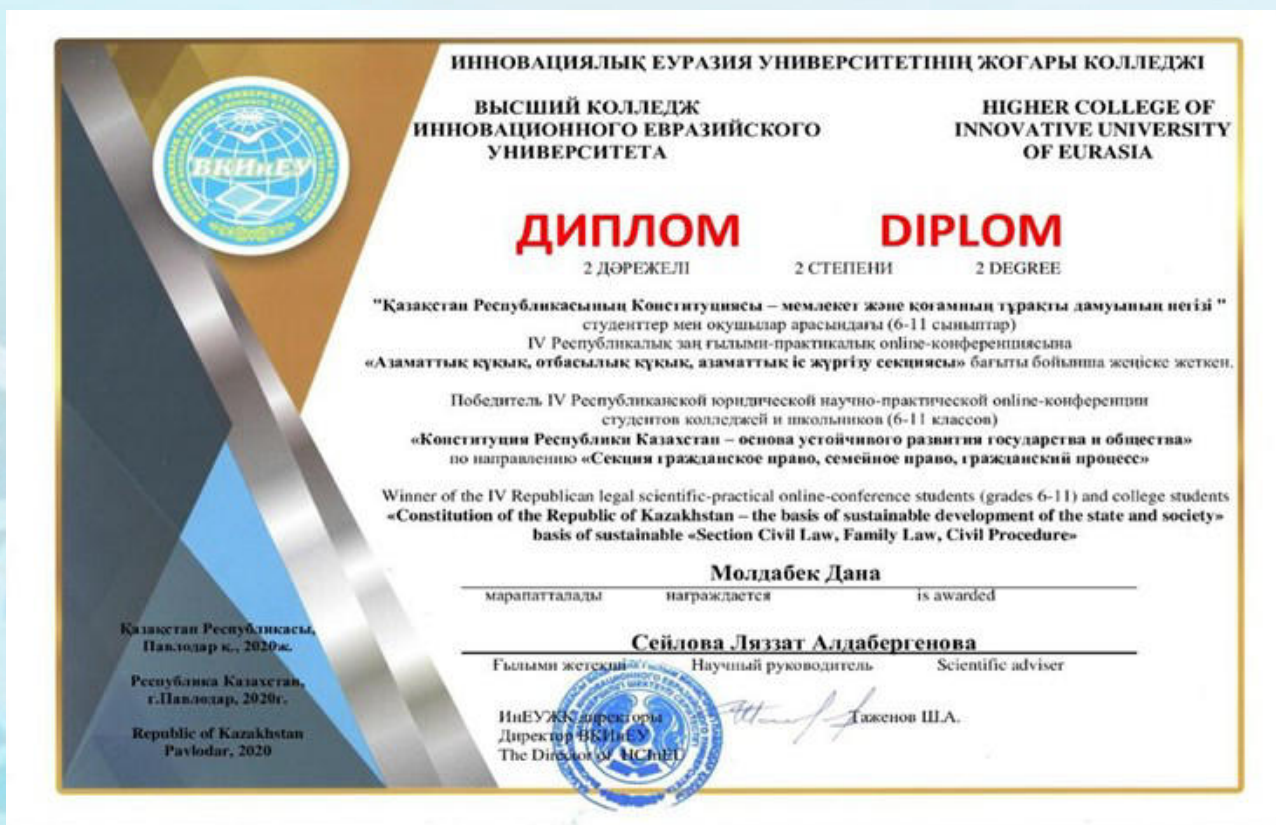 ИННОВАЦИЯЛЫҚ ЕУРАЗИЯ УНИВЕРСИТЕТІНІҢ ЖОҒАРЫ КОЛЛЕДЖІ
ВЫСШИЙ КОЛЛЕДЖ
ИННОВАЦИОННОГО ЕВРАЗИЙСКОГО
УНИВЕРСИТЕТА
HIGHER COLLEGE OF
INNOVATIVE UNIVERSITY
OF EURASIA
ВКИнЕУ
ДИПЛОМ DIPLOM
2 ДӘРЕЖЕЛІ 2 СТЕПЕНИ 2 DEGREE
"Қазақстан Республикасының Конституциясы – мемлекет және қоғамның тұрақты дамуының негізі "
студенттер мен оқушылар арасындағы (6-11 сыныптар)
IV Республикалық заң ғылыми-практикалық online-конференциясына
«Азаматтық құқық, отбасылық құқық, азаматтық іс жүргізу секциясы» бағыты бойынша жеңіске жеткен.
Победитель IV Республиканской юридической научно-практической online-конференции
студентов колледжей и школьников (6-11 классов)
«Конституция Республики Казахстан – основа устойчивого развития государства и общества»
по направлению «Секция гражданское право, семейное право, гражданский процесс»
Winner of the IV Republican legal scientific-practical online-conference students (grades 6-11) and college students
«Constitution of the Republic of Kazakhstan – the basis of sustainable development of the state and society»
basis of sustainable «Section Civil Law, Family Law, Civil Procedure»
Молдабек Дана
марапатталады награждается is awarded
Сейлова Ляззат Алдабергенова
Ғылыми жетекші Научный руководитель Scientific adviser
ИнЕУЖК директоры
Директор ВКИнЕУ
The Director of HCInEU
Таженов Ш.А.
Қазақстан Республикасы,
Павлодар қ., 2020ж.
Республика Казахстан,
г.Павлодар, 2020г.
Republic of Kazakhstan
Pavlodar, 2020